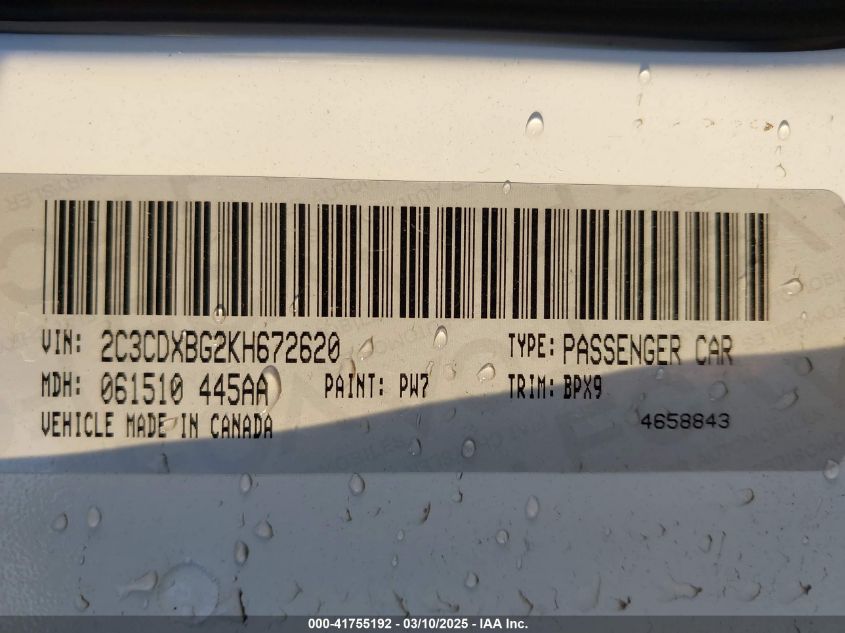 VIN: 2C3CDXBG2KH672620 TYPE: PASSENGER CAR
MDH: 061510 445AA PAINT: PW7 TRIM: BPX9
VEHICLE MADE IN CANADA 4658843
000-41755192 - 03/10/2025 - IAA Inc.